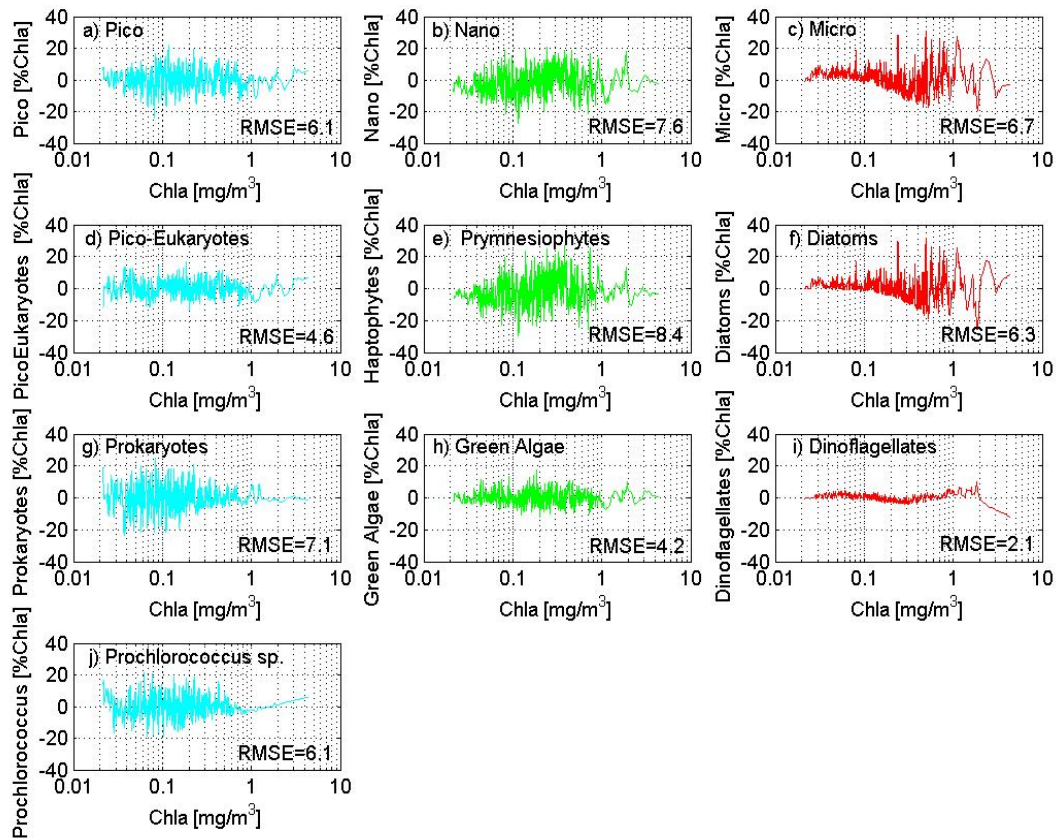 a) Pico
Pico [%Chla]
40
20
0
-20
-40
RMSE=6.1
0.01
0.1
1
10
Chla [mg/m³]
b) Nano
Nano [%Chla]
40
20
0
-20
-40
RMSE=7.6
0.01
0.1
1
10
Chla [mg/m³]
c) Micro
Micro [%Chla]
40
20
0
-20
-40
RMSE=6.7
0.01
0.1
1
10
Chla [mg/m³]
d) Pico-Eukaryotes
PicoEukaryotes [%Chla]
40
20
0
-20
-40
RMSE=4.6
0.01
0.1
1
10
Chla [mg/m³]
e) Prymnesiophytes
Haptophytes [%Chla]
40
20
0
-20
-40
RMSE=8.4
0.01
0.1
1
10
Chla [mg/m³]
f) Diatoms
Diatoms [%Chla]
40
20
0
-20
-40
RMSE=6.3
0.01
0.1
1
10
Chla [mg/m³]
g) Prokaryotes
Prokaryotes [%Chla]
40
20
0
-20
-40
RMSE=7.1
0.01
0.1
1
10
Chla [mg/m³]
h) Green Algae
Green Algae [%Chla]
40
20
0
-20
-40
RMSE=4.2
0.01
0.1
1
10
Chla [mg/m³]
i) Dinoflagellates
Dinoflagellates [%Chla]
40
20
0
-20
-40
RMSE=2.1
0.01
0.1
1
10
Chla [mg/m³]
j) Prochlorococcus sp.
Prochlorococcus [%Chla]
40
20
0
-20
-40
RMSE=6.1
0.01
0.1
1
10
Chla [mg/m³]